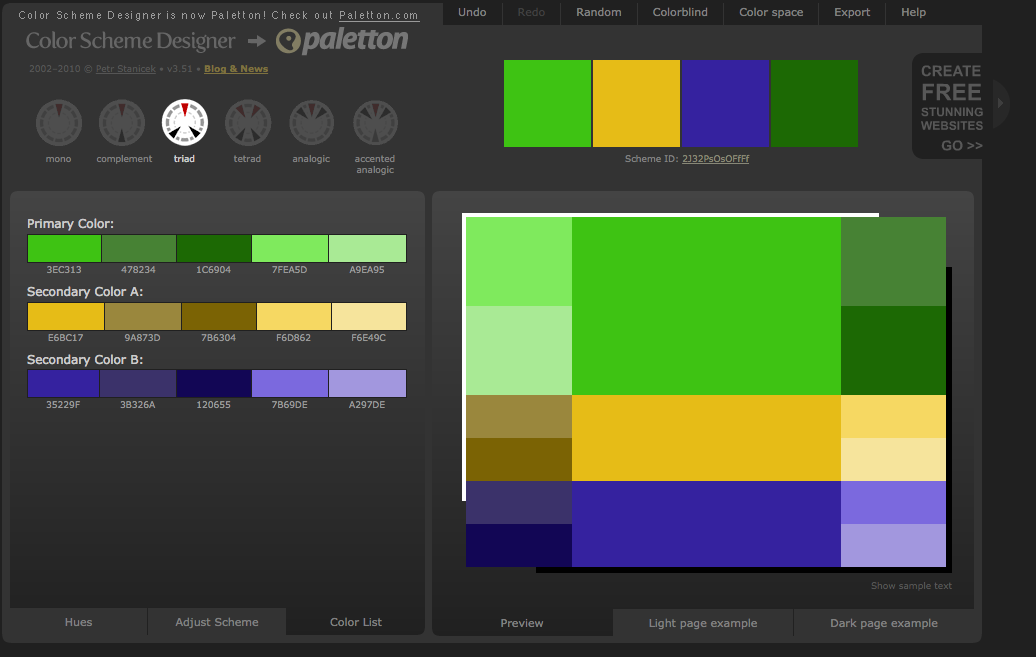 Color Scheme Designer is now Paletton! Check out Paletton.com
Undo Redo Random Colorblind Color space Export Help
Color Scheme Designer paletton
2002–2010 © Petr Stanicek • v3.51 • Blog & News
CREATE
FREE
STUNNING
WEBSITES
GO >>
mono complement triad tetrad analogic accented
analogic
Scheme ID: 2J32PsOsOFfFf
Primary Color:
3EC313 478234 1C6904 7FEA5D A9EA95
Secondary Color A:
E6BC17 9A873D 7B6304 F6D862 F6E49C
Secondary Color B:
35229F 3B326A 120655 7B69DE A297DE
Show sample text
Hues Adjust Scheme Color List
Preview Light page example Dark page example